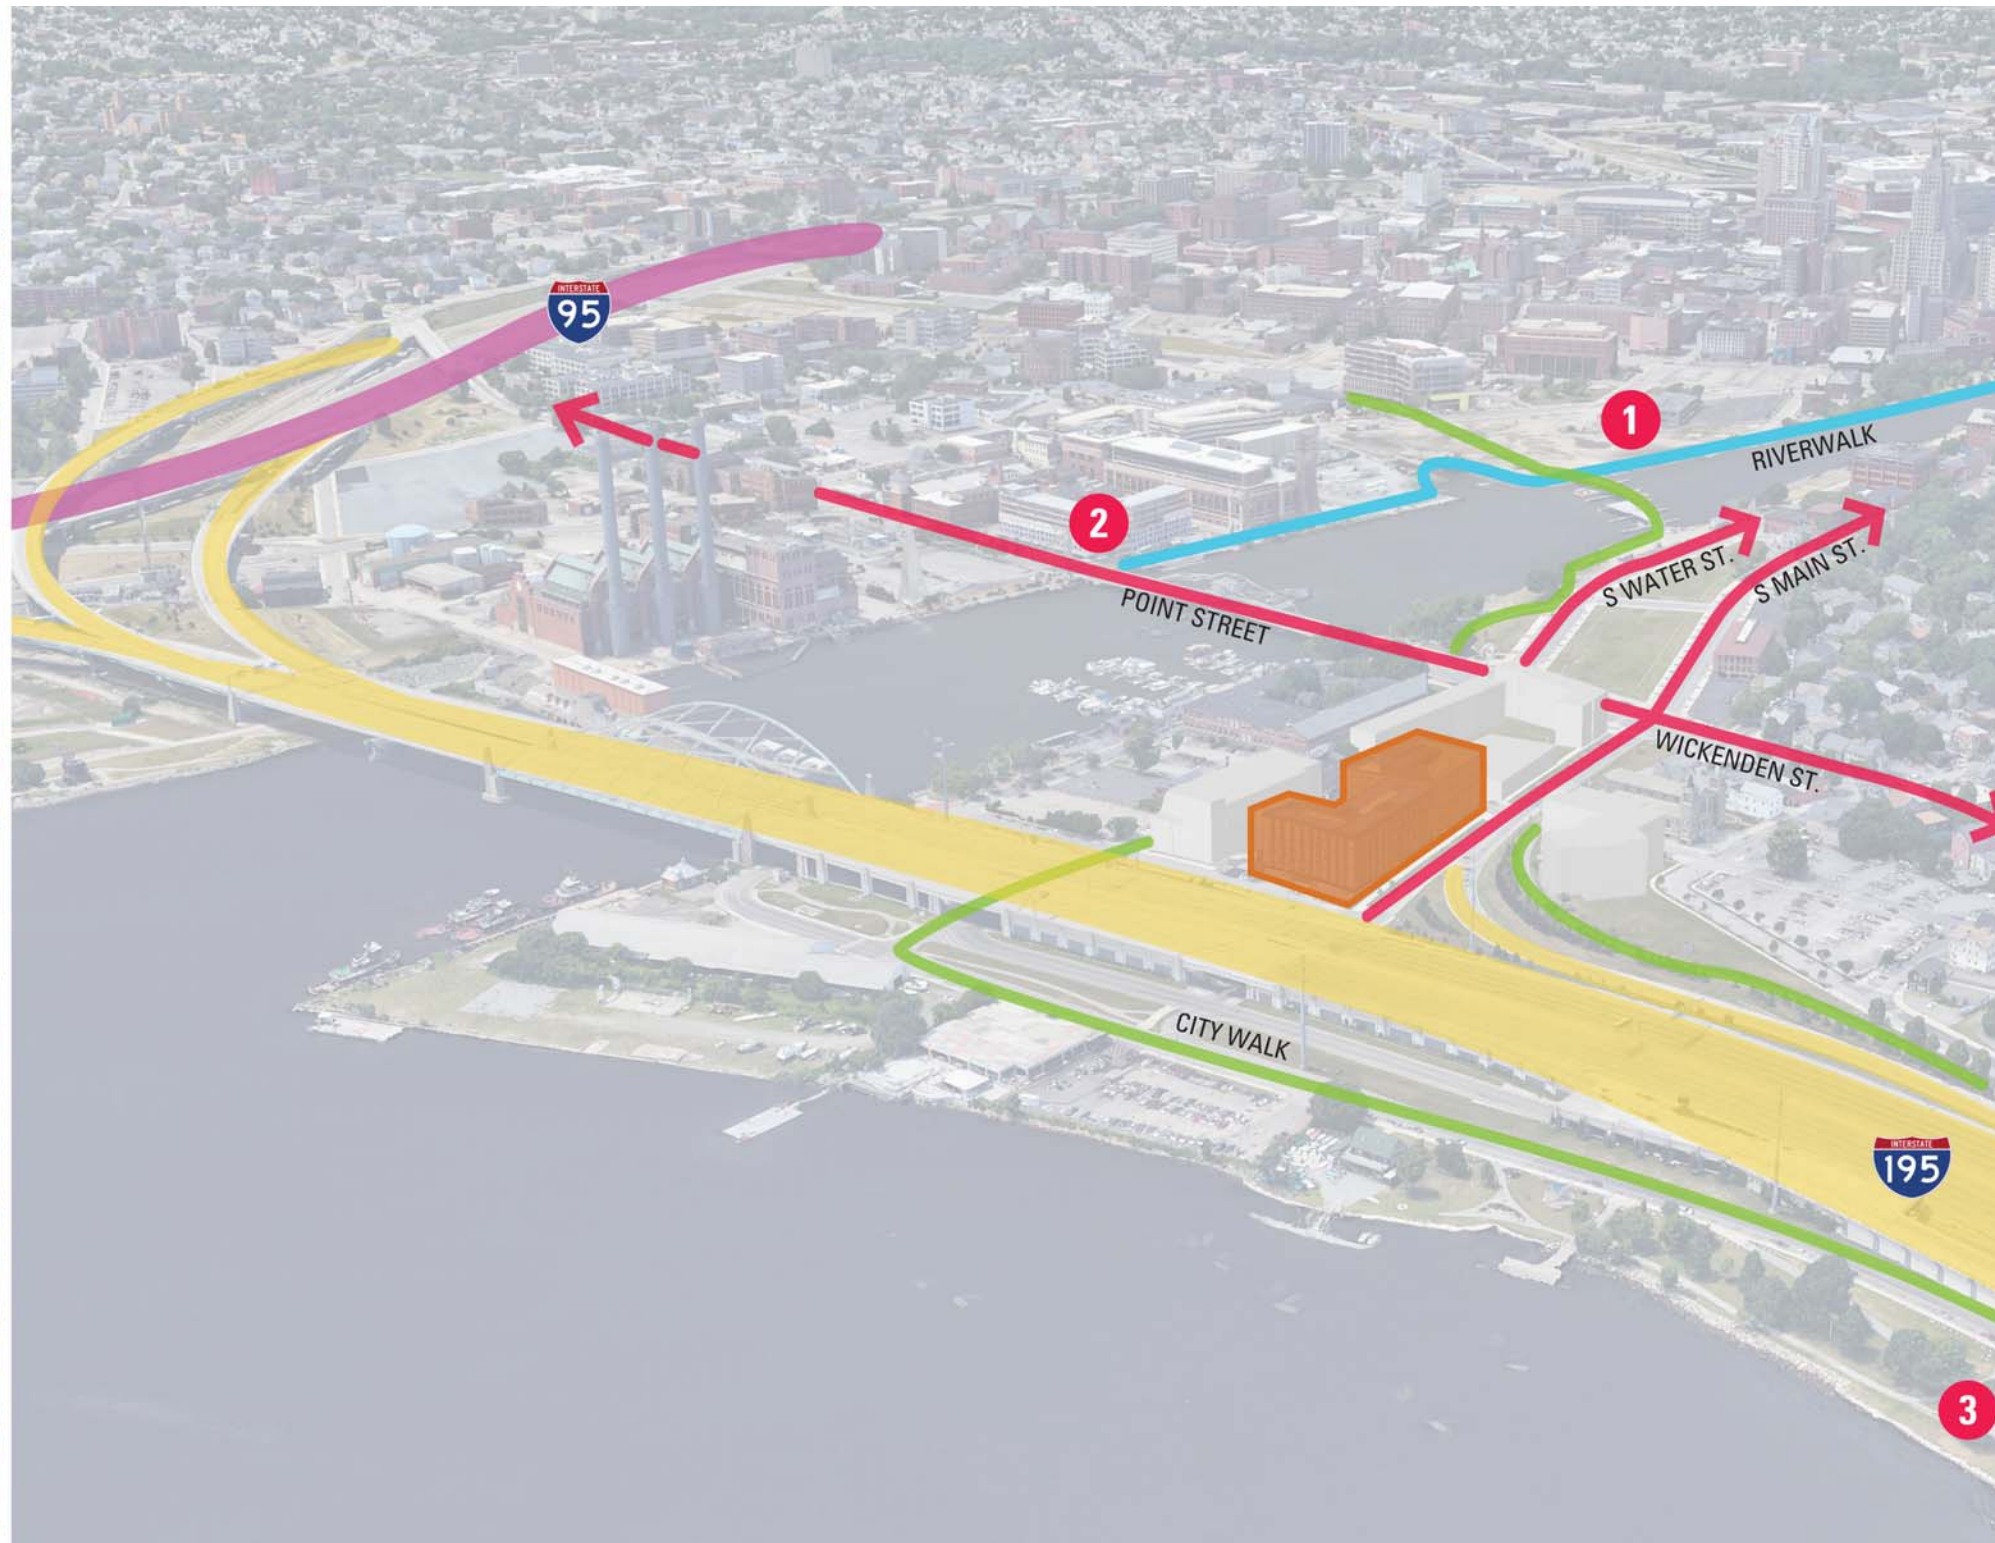 INTERSTATE
95
1
RIVERWALK
2
POINT STREET
S WATER ST.
S MAIN ST.
WICKENDEN ST.
CITY WALK
INTERSTATE
195
3